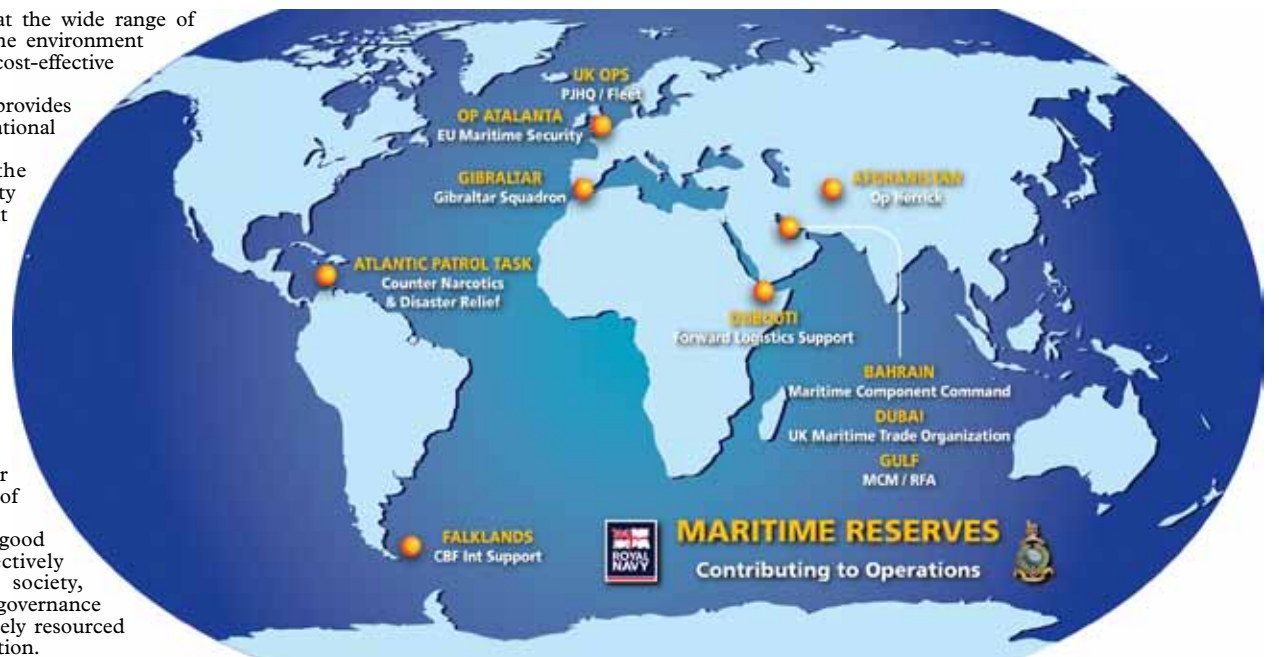 at the wide range of
ne environment
cost-effective
provides
ational
the
ty
t
r
of
good
ectively
society,
governance
ely resourced
tion.
UK OPS
PJHQ / Fleet
OP ATALANTA
EU Maritime Security
GIBRALTAR
Gibraltar Squadron
AFGHANISTAN
Op Herrick
ATLANTIC PATROL TASK
Counter Narcotics
& Disaster Relief
DJIBOUTI
Forward Logistics Support
BAHRAIN
Maritime Component Command
DUBAI
UK Maritime Trade Organization
GULF
MCM / RFA
FALKLANDS
CBF Int Support
ROYAL
NAVY
MARITIME RESERVES
Contributing to Operations